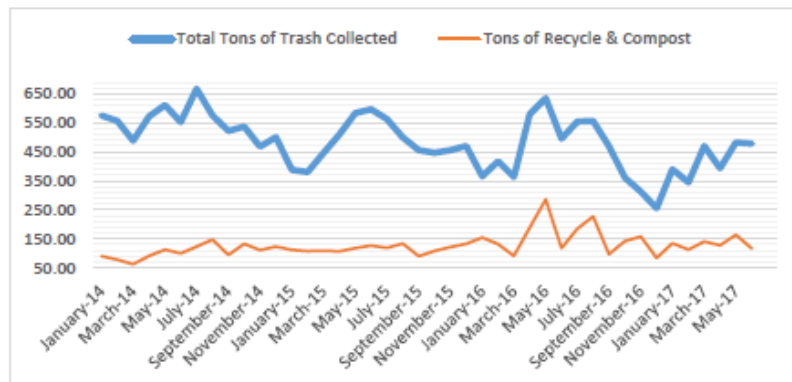 Total Tons of Trash Collected Tons of Recycle & Compost
650.00
550.00
450.00
350.00
250.00
150.00
50.00
January-14
March-14
May-14
July-14
September-14
November-14
January-15
March-15
May-15
July-15
September-15
November-15
January-16
March-16
May-16
July-16
September-16
November-16
January-17
March-17
May-17